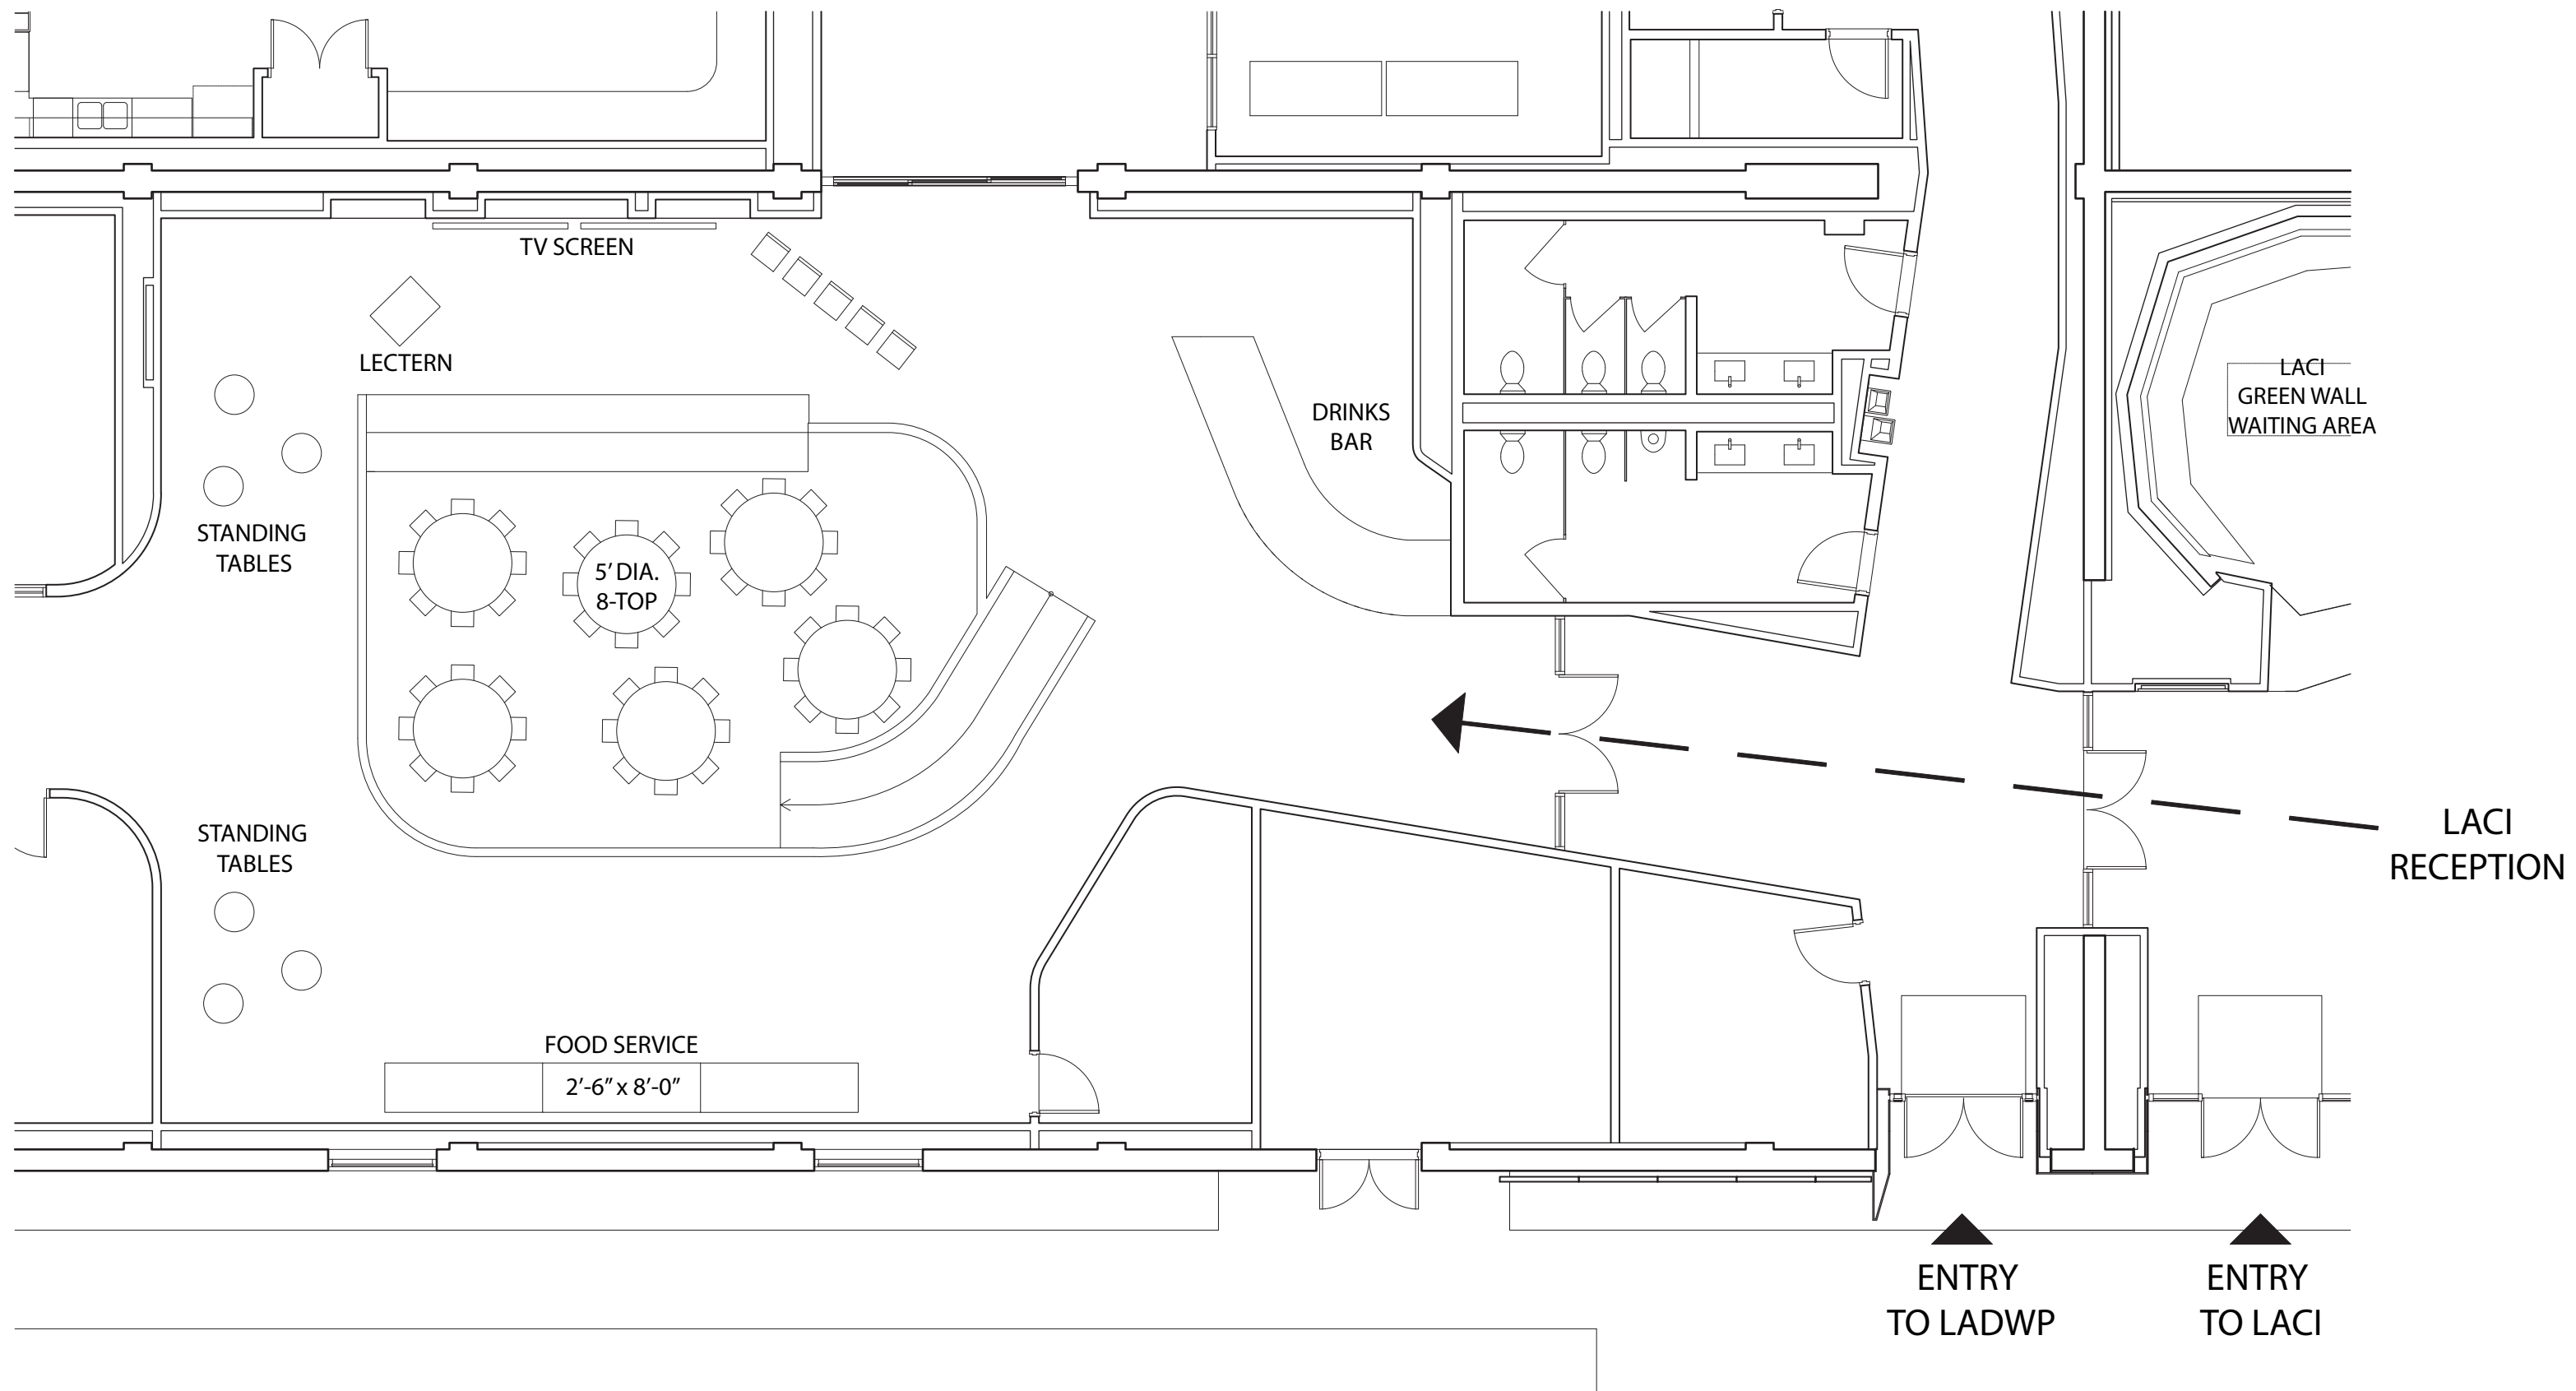 TV SCREEN
LECTERN
LACI
GREEN WALL
WAITING AREA
DRINKS
BAR
STANDING
TABLES
5’ DIA.
8-TOP
STANDING
TABLES
LACI
RECEPTION
FOOD SERVICE
2’-6” x 8’-0”
ENTRY
TO LADWP
ENTRY
TO LACI